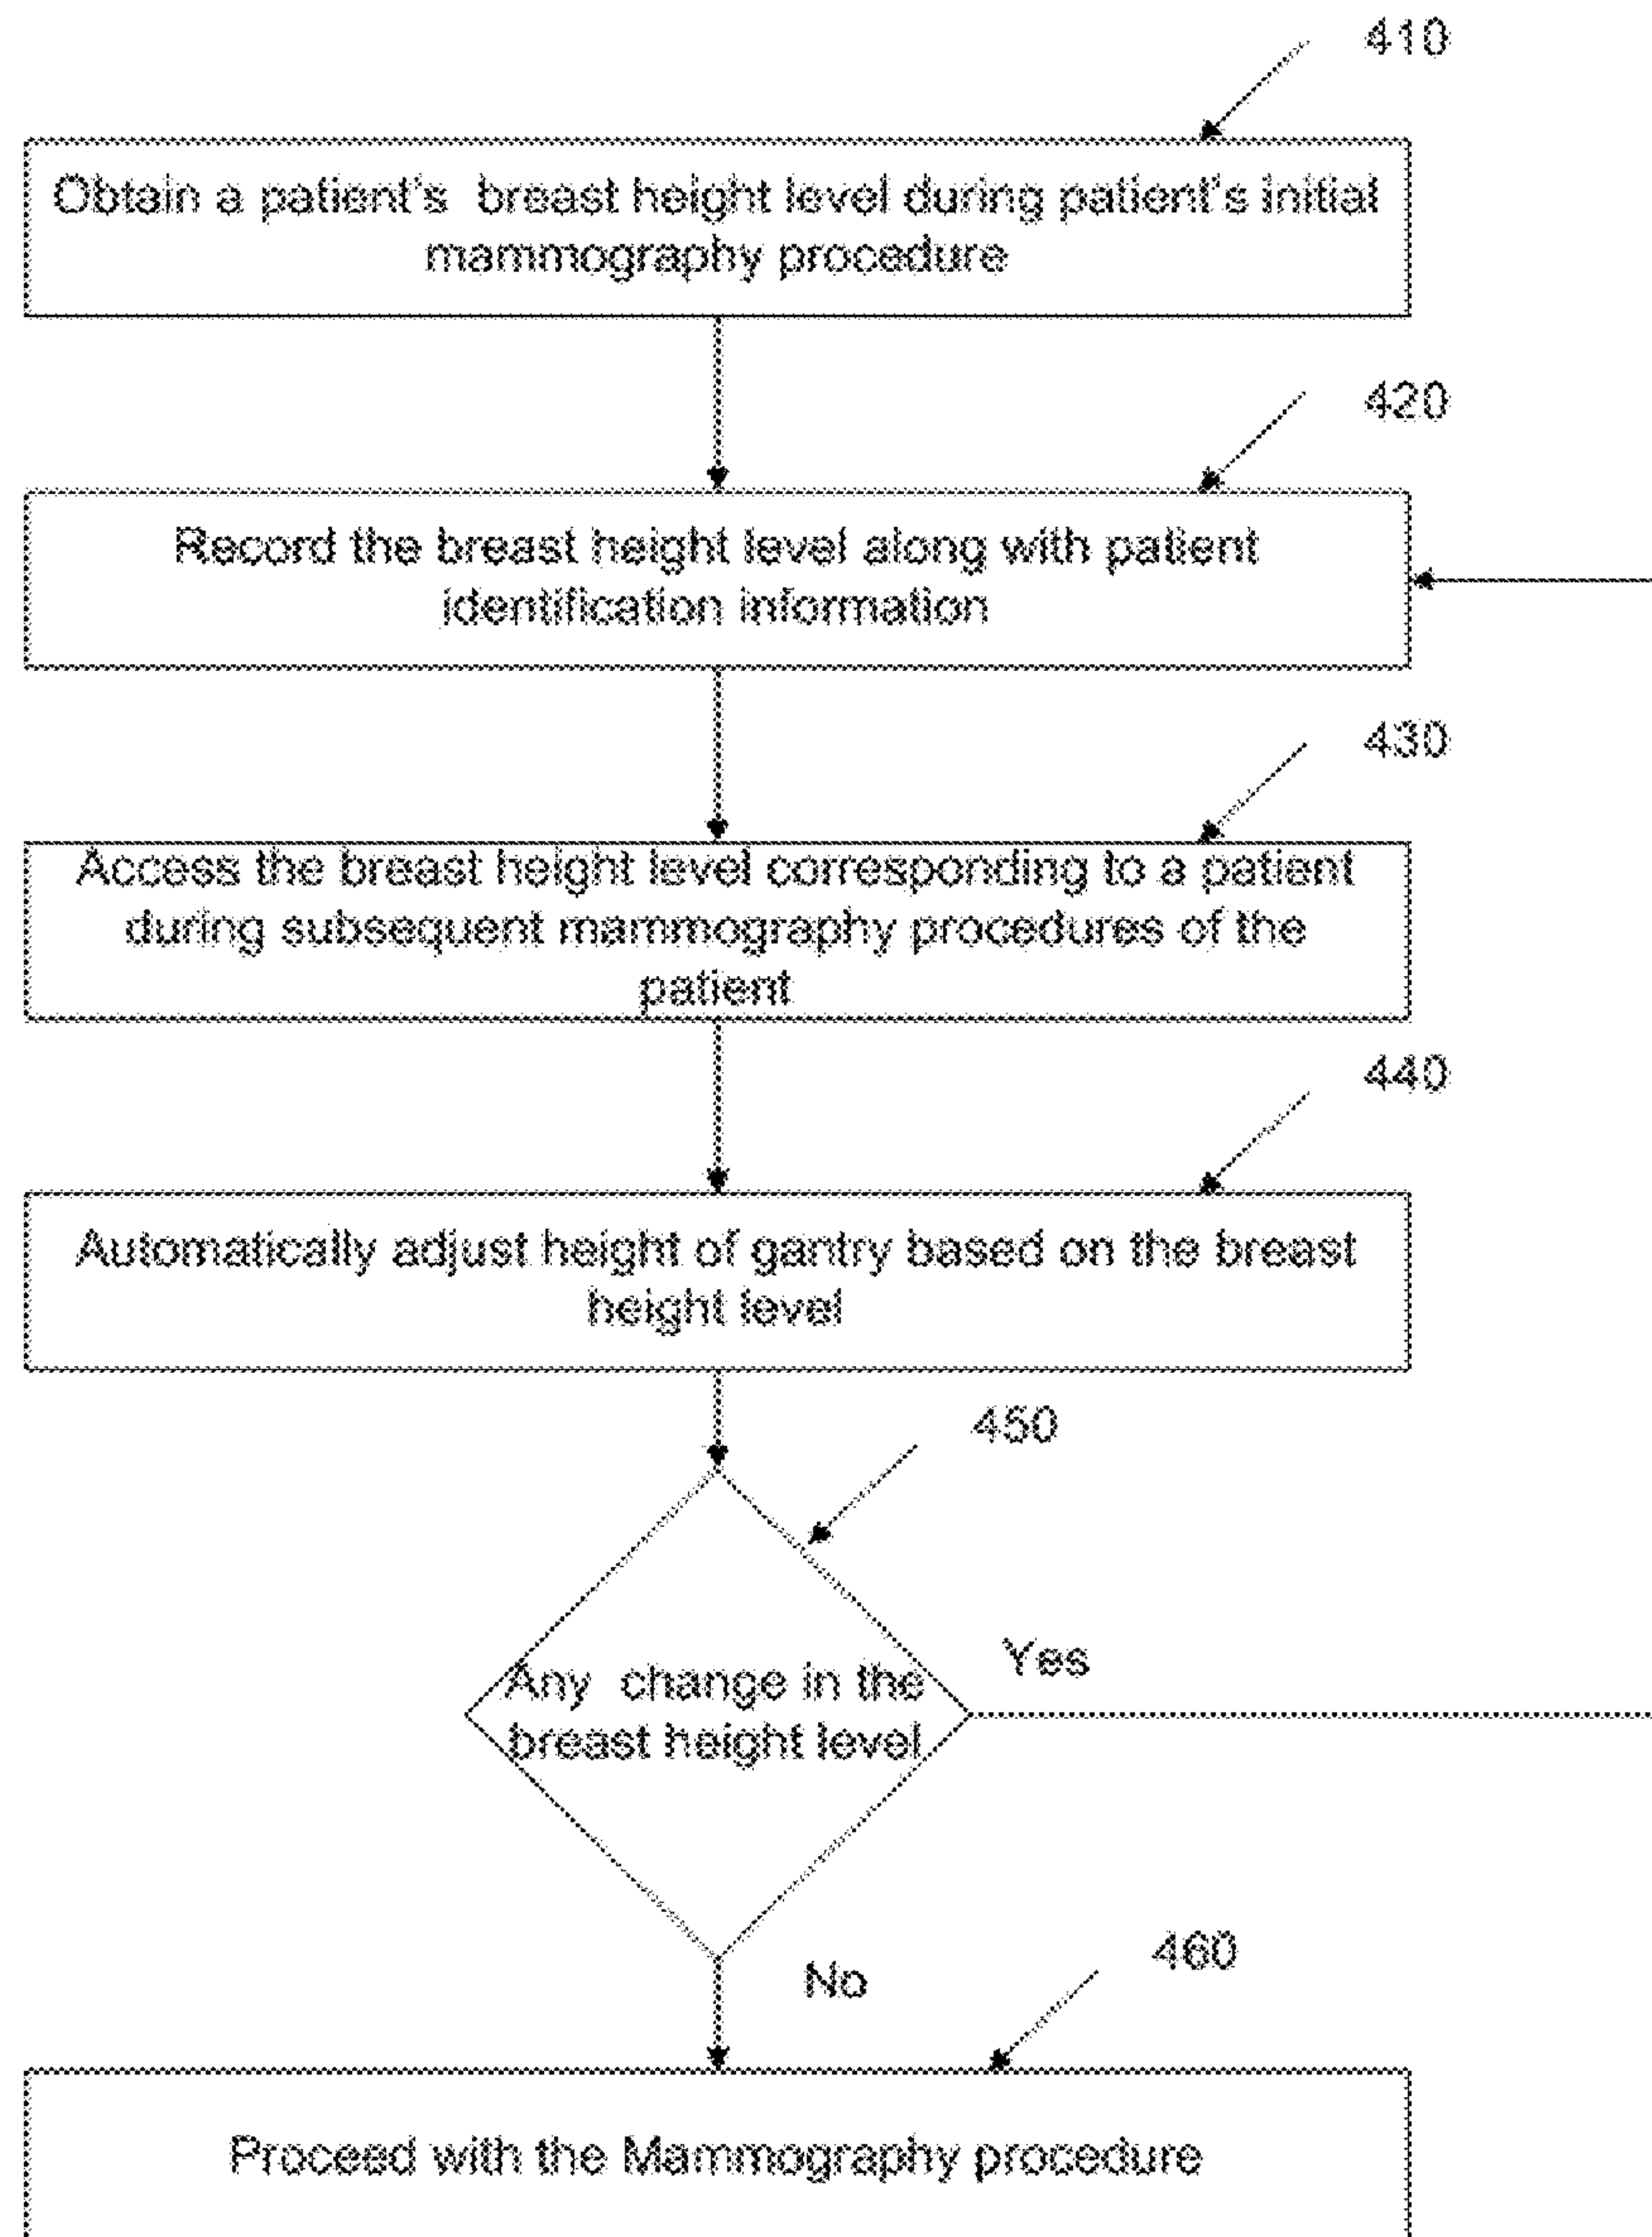 410
Obtain a patient's breast height level during patient's initial
mammography procedure
420
Record the breast height level along with patient
identification information
430
Access the breast height level corresponding to a patient
during subsequent mammography procedures of the
patient
440
Automatically adjust height of gantry based on the breast
height level
450
Any change in the
breast height level
Yes
No
460
Proceed with the Mammography procedure